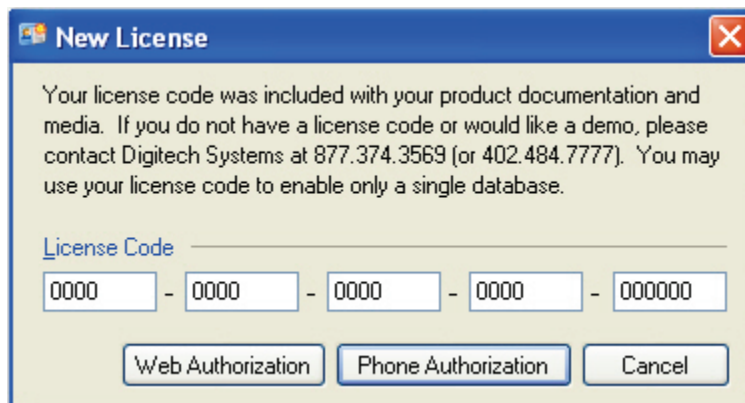 New License
Your license code was included with your product documentation and
media.  If you do not have a license code or would like a demo, please
contact Digitech Systems at 877.374.3569 (or 402.484.7777).  You may
use your license code to enable only a single database.
License Code
0000 - 0000 - 0000 - 0000 - 000000
Web Authorization Phone Authorization Cancel